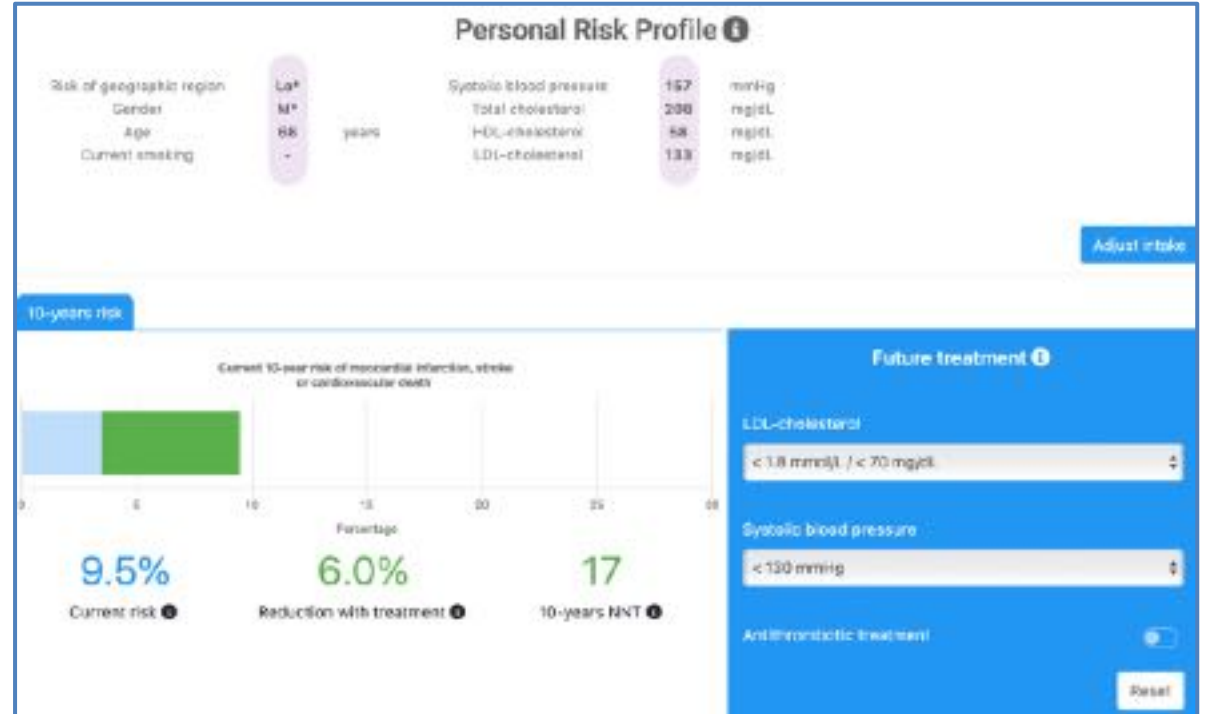 Personal Risk Profile
Risk of geographic region Lo*
Gender M*
Age 68 years
Current smoking -
Systolic blood pressure 157 mmHg
Total cholesterol mg/dL
HDL-cholesterol 58 mg/dL
LDL-cholesterol 133 mg/dL
Adjust intake
10-years risk
Current 10-year risk of myocardial infarction, stroke
or cardiovascular death
0 5 10 15 20 25 30
Percentage
9.5%
Current risk
6.0%
Reduction with treatment
17
10-years NNT
Future treatment
LDL-cholesterol
< 1.8 mmol/L / < 70 mg/dL
Systolic blood pressure
< 130 mmHg
Antithrombotic treatment
Reset